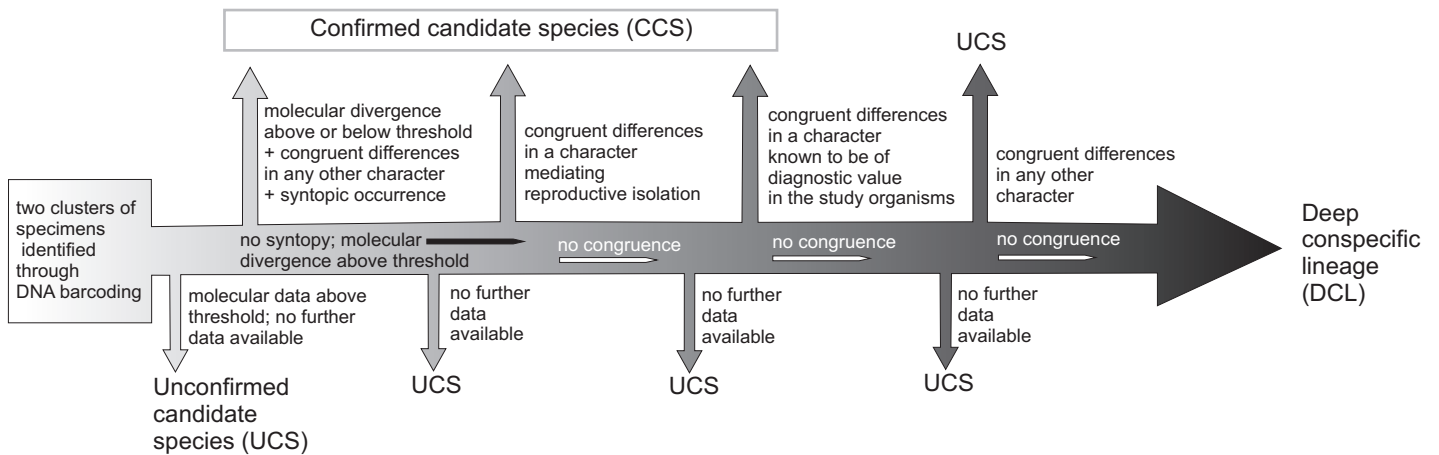 Confirmed candidate species (CCS)
UCS
molecular divergence
above or below threshold
+ congruent differences
in any other character
+ syntopic occurrence
congruent differences
in a character
mediating
reproductive isolation
congruent differences
in a character
known to be of
diagnostic value
in the study organisms
congruent differences
in any other
character
two clusters of
specimens
identified
through
DNA barcoding
no syntopy; molecular
divergence above threshold
no congruence
no congruence
no congruence
Deep
conspecific
lineage
(DCL)
molecular data above
threshold; no further
data available
no further
data
available
no further
data
available
no further
data
available
Unconfirmed
candidate
species (UCS)
UCS
UCS
UCS